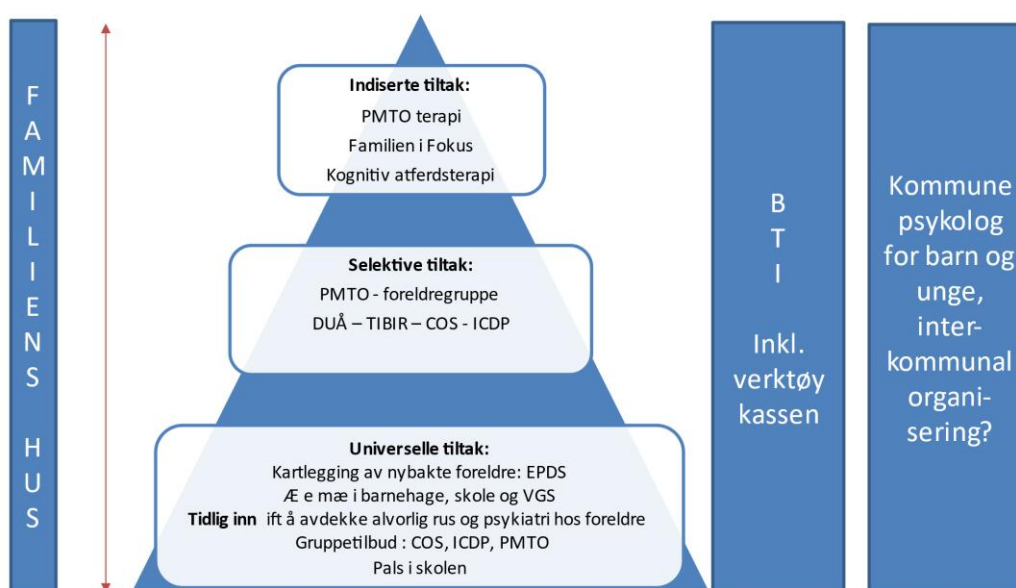 FAMILIENS HUS
Indiserte tiltak:
PMTO terapi
Familien i Fokus
Kognitiv atferdsterapi
Selektive tiltak:
PMTO - foreldregruppe
DUÅ – TIBIR – COS - ICDP
Universelle tiltak:
Kartlegging av nybakte foreldre: EPDS
Æ e mæ i barnehage, skole og VGS
Tidlig inn ift å avdekke alvorlig rus og psykiatri hos foreldre
Gruppetilbud : COS, ICDP, PMTO
Pals i skolen
BTI
Inkl.
verktøy
kassen
Kommune
psykolog
for barn og
unge,
inter-
kommunal
organi-
sering?